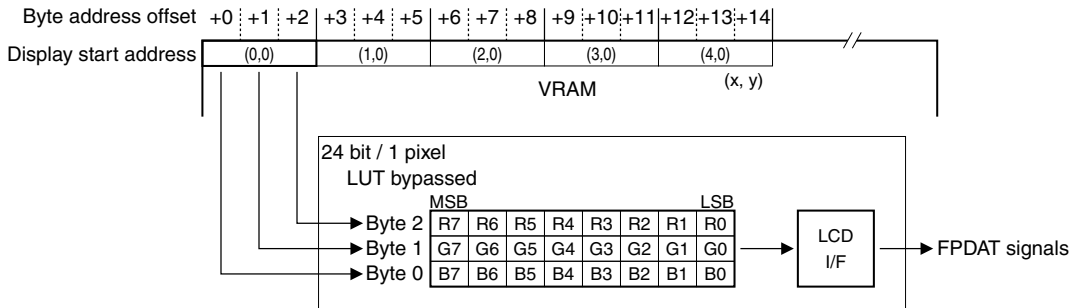 Byte address offset +0 +1 +2 +3 +4 +5 +6 +7 +8 +9 +10 +11 +12 +13 +14
Display start address (0,0) (1,0) (2,0) (3,0) (4,0)
VRAM (x, y)
24 bit / 1 pixel
LUT bypassed
MSB LSB
Byte 2 R7 R6 R5 R4 R3 R2 R1 R0
Byte 1 G7 G6 G5 G4 G3 G2 G1 G0 LCD I/F FPDAT signals
Byte 0 B7 B6 B5 B4 B3 B2 B1 B0